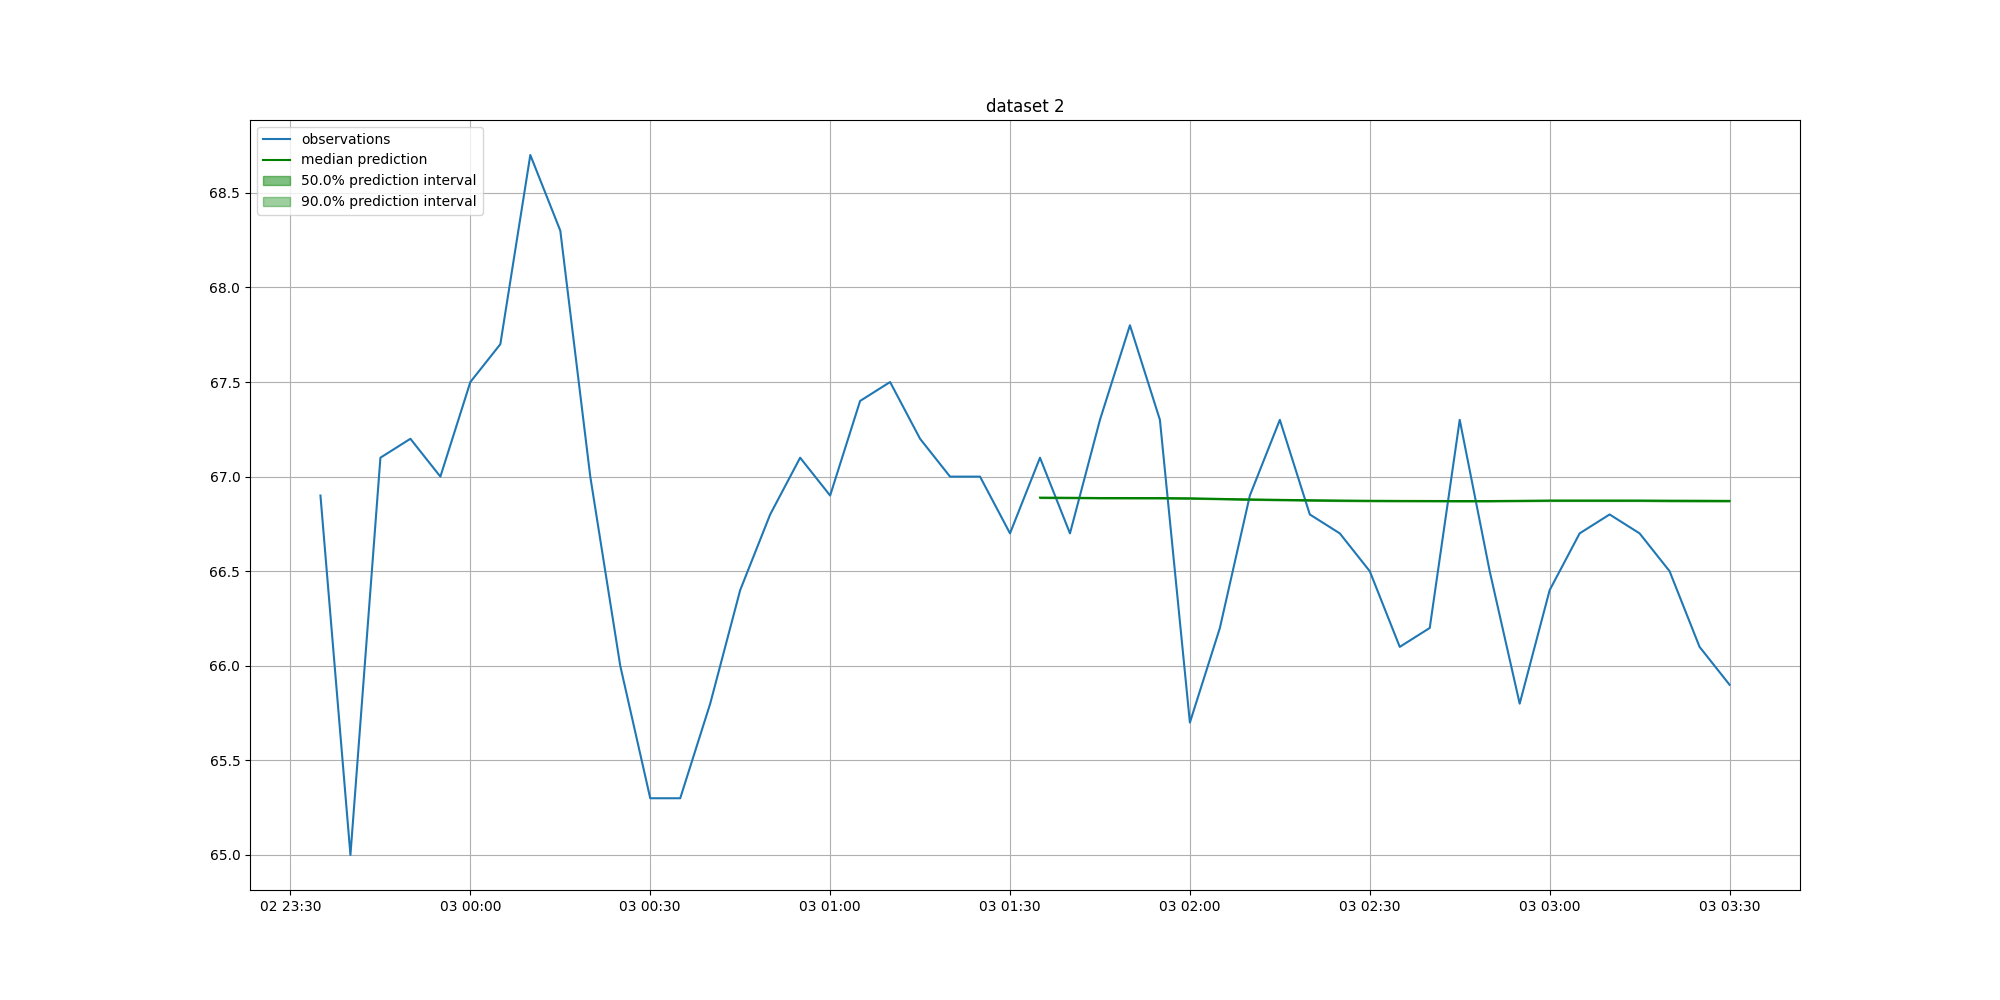 dataset 2
observations
median prediction
50.0% prediction interval
90.0% prediction interval
68.5
68.0
67.5
67.0
66.5
66.0
65.5
65.0
02 23:30 03 00:00 03 00:30 03 01:00 03 01:30 03 02:00 03 02:30 03 03:00 03 03:30